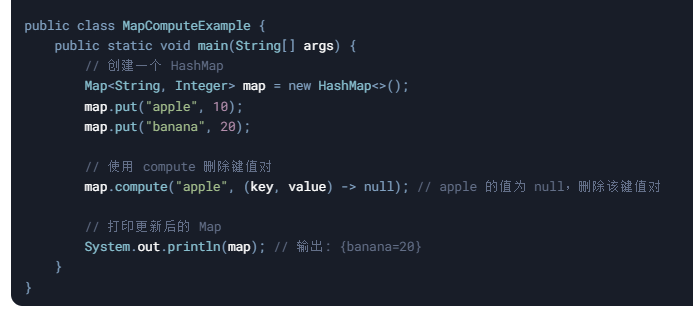 public class MapComputeExample {
    public static void main(String[] args) {
        // 创建一个 HashMap
        Map<String, Integer> map = new HashMap<>();
        map.put("apple", 10);
        map.put("banana", 20);

        // 使用 compute 删除键值对
        map.compute("apple", (key, value) -> null); // apple 的值为 null，删除该键值对

        // 打印更新后的 Map
        System.out.println(map); // 输出: {banana=20}
    }
}